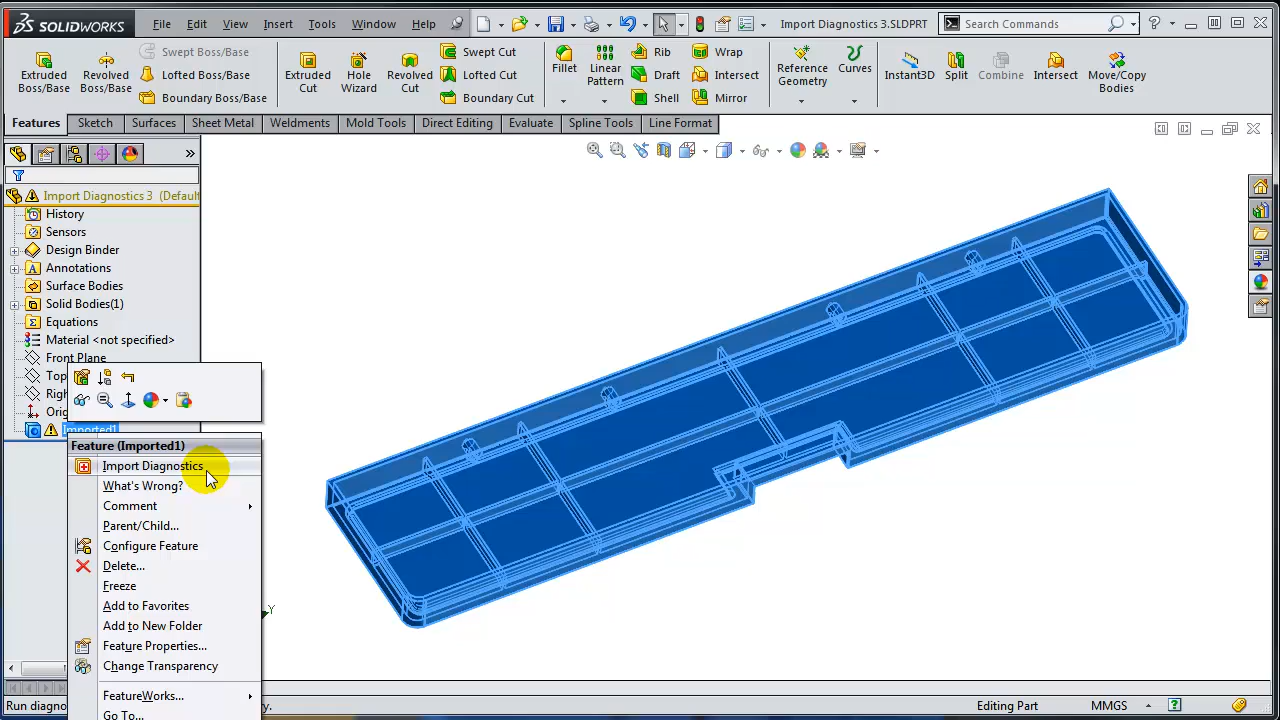 SOLIDWORKS File Edit View Insert Tools Window Help Import Diagnostics 3.SLDPRT Search Commands
Extruded Boss/Base
Revolved Boss/Base
Swept Boss/Base
Lofted Boss/Base
Boundary Boss/Base
Extruded Cut
Hole Wizard
Revolved Cut
Swept Cut
Lofted Cut
Boundary Cut
Fillet
Linear Pattern
Rib
Draft
Shell
Wrap
Intersect
Mirror
Reference Geometry
Curves
Instant3D
Split
Combine
Intersect
Move/Copy Bodies
Features Sketch Surfaces Sheet Metal Weldments Mold Tools Direct Editing Evaluate Spline Tools Line Format
Import Diagnostics 3 (Default
History
Sensors
Design Binder
Annotations
Surface Bodies
Solid Bodies(1)
Equations
Material <not specified>
Front Plane
Top
Righ
Orig
Imported1
Feature (Imported1)
Import Diagnostics
What's Wrong?
Comment
Parent/Child...
Configure Feature
Delete...
Freeze
Add to Favorites
Add to New Folder
Feature Properties...
Change Transparency
FeatureWorks...
Go To...
Y
Run diagno
ry. Editing Part MMGS